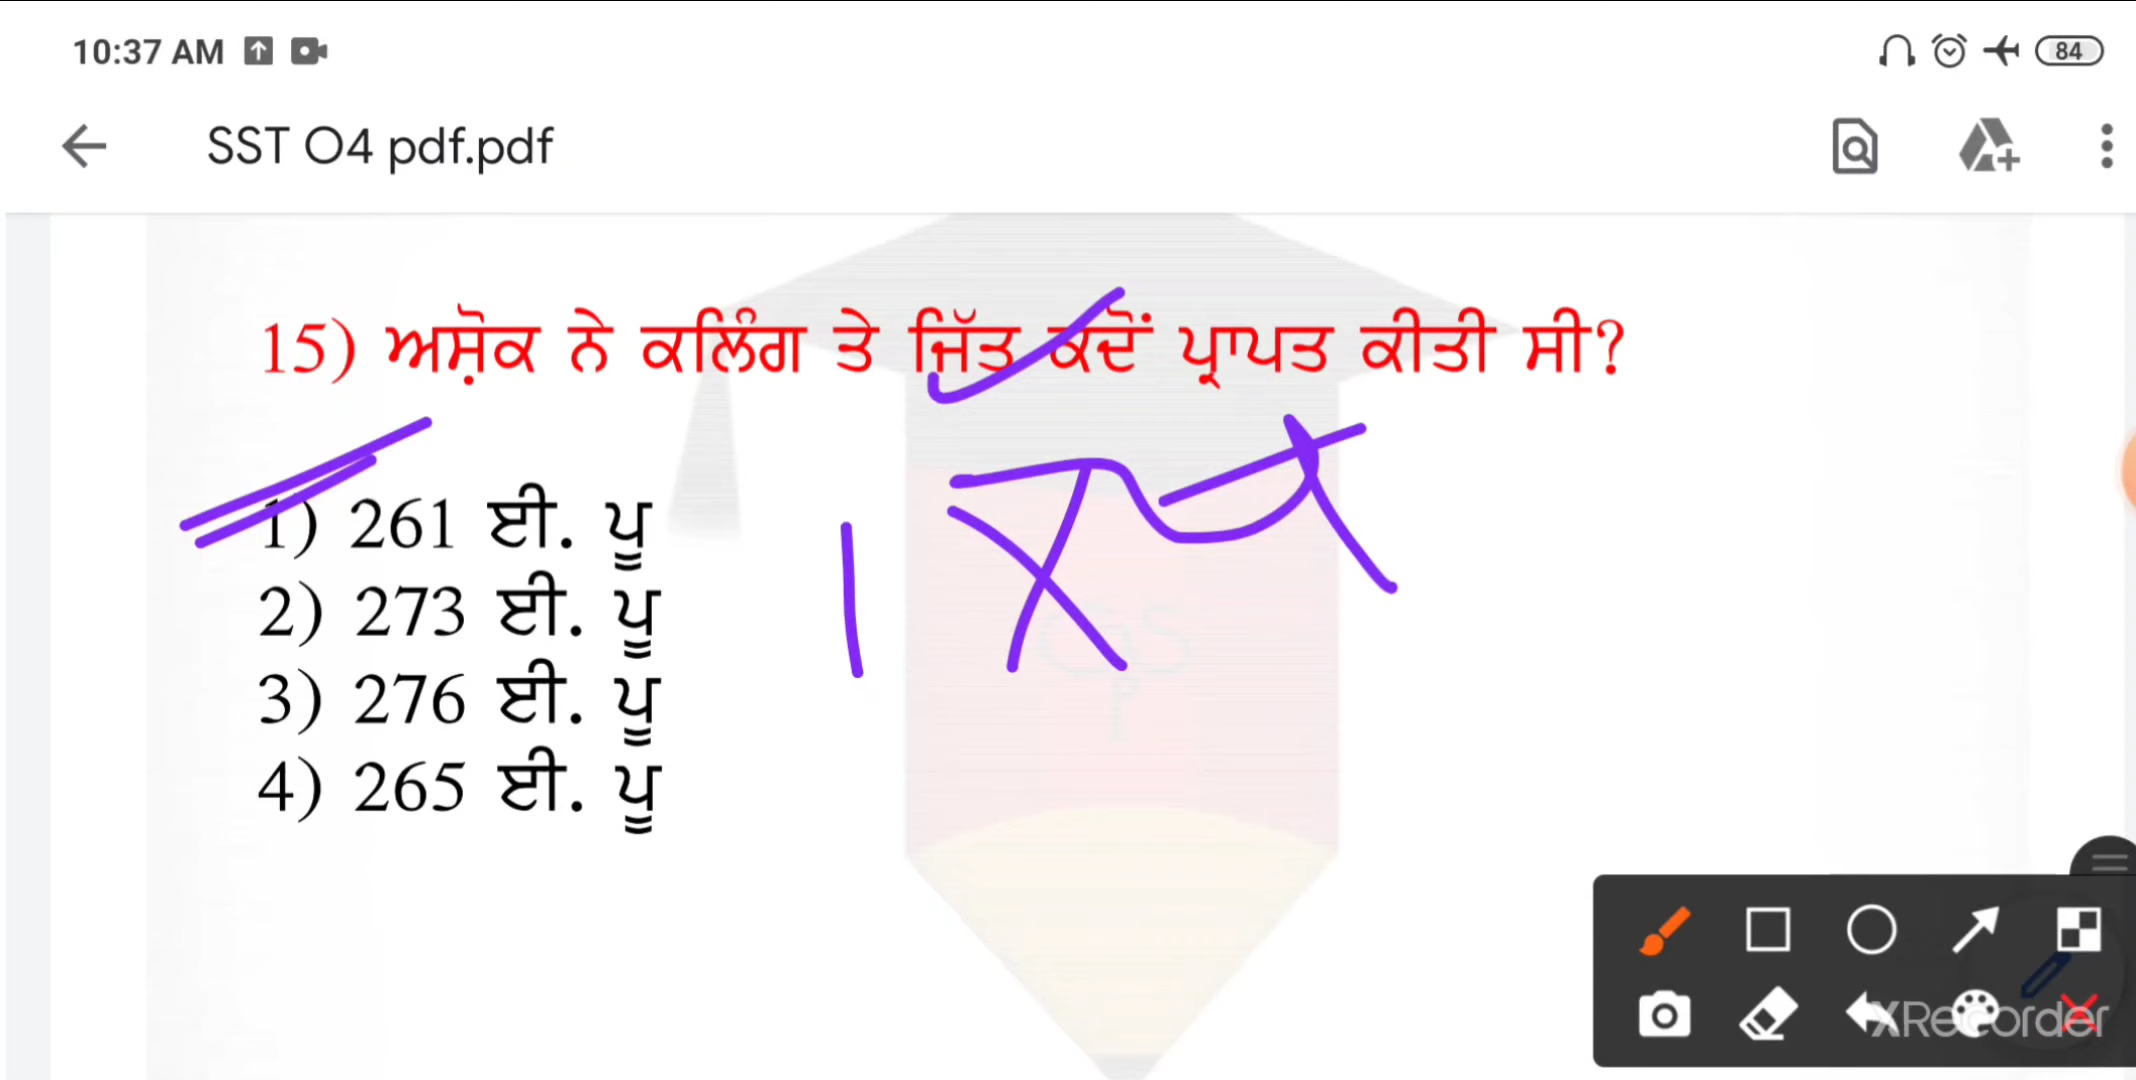 10:37 AM
84
SST O4 pdf.pdf
15) ਅਸ਼ੋਕ ਨੇ ਕਲਿੰਗ ਤੇ ਜਿੱਤ ਕਦੋਂ ਪ੍ਰਾਪਤ ਕੀਤੀ ਸੀ?
1) 261 ਈ. ਪੂ
2) 273 ਈ. ਪੂ
3) 276 ਈ. ਪੂ
4) 265 ਈ. ਪੂ
XRecorder